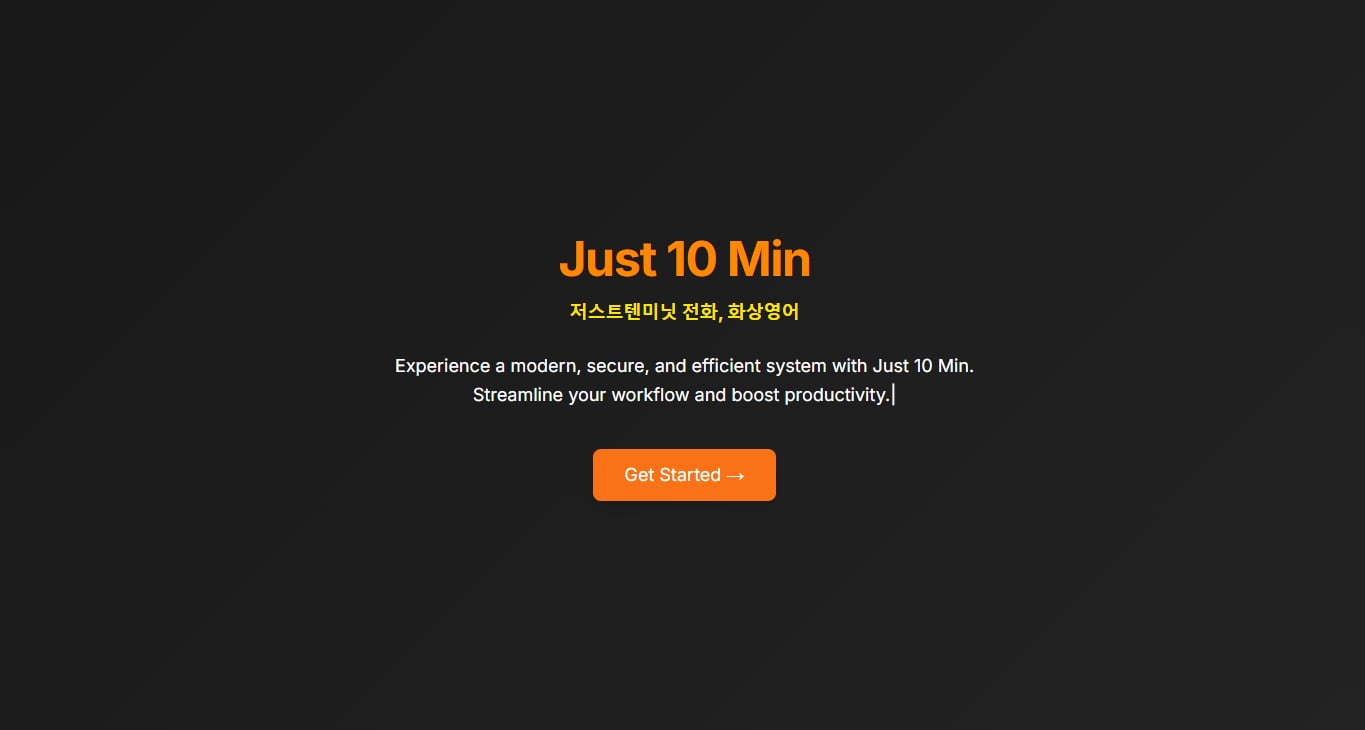 Just 10 Min
저스트텐미닛 전화, 화상영어
Experience a modern, secure, and efficient system with Just 10 Min.
Streamline your workflow and boost productivity.|
Get Started →